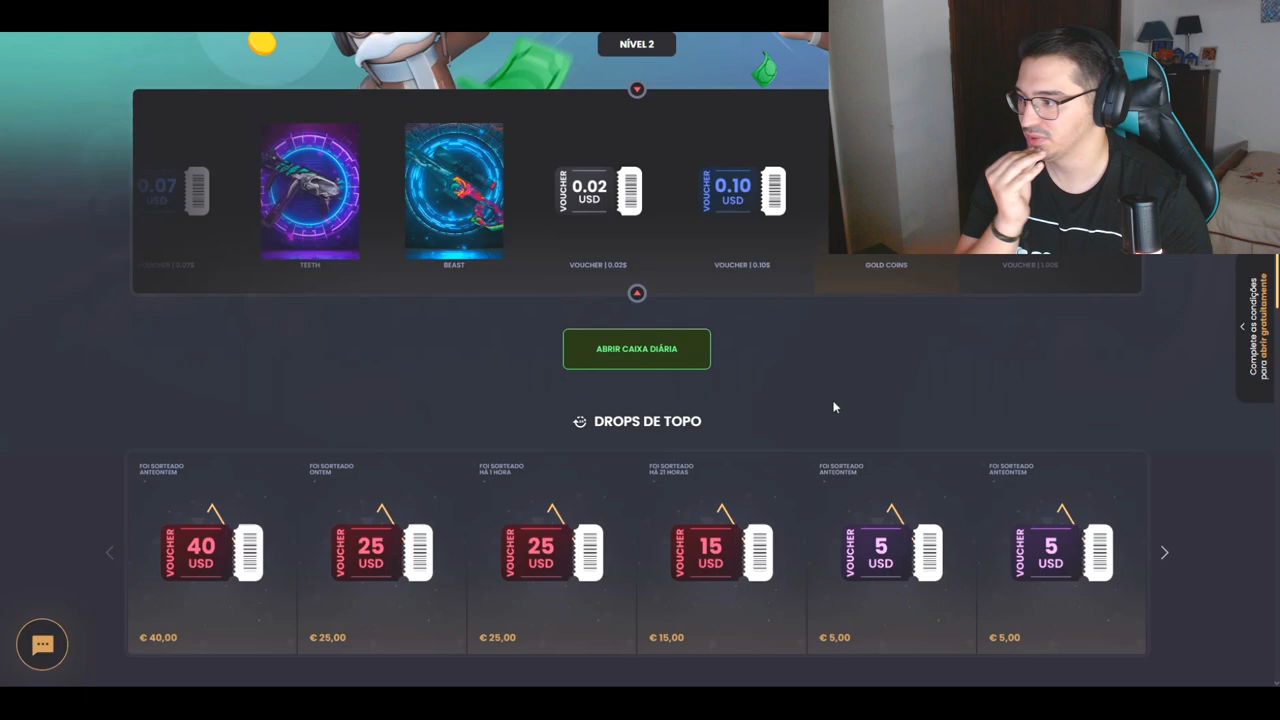 NÍVEL 2
0.07
USD
VOUCHER
0.02
USD
VOUCHER
0.10
USD
VOUCHER | 0.07$
TEETH
BEAST
VOUCHER | 0.02$
VOUCHER | 0.10$
GOLD COINS
VOUCHER | 1.00$
Complete as condições
para abrir gratuitamente
ABRIR CAIXA DIÁRIA
DROPS DE TOPO
FOI SORTEADO
ANTEONTEM
VOUCHER
40
USD
€ 40,00
FOI SORTEADO
ONTEM
VOUCHER
25
USD
€ 25,00
FOI SORTEADO
HÁ 1 HORA
VOUCHER
25
USD
€ 25,00
FOI SORTEADO
HÁ 21 HORAS
VOUCHER
15
USD
€ 15,00
FOI SORTEADO
ANTEONTEM
VOUCHER
5
USD
€ 5,00
FOI SORTEADO
ANTEONTEM
VOUCHER
5
USD
€ 5,00